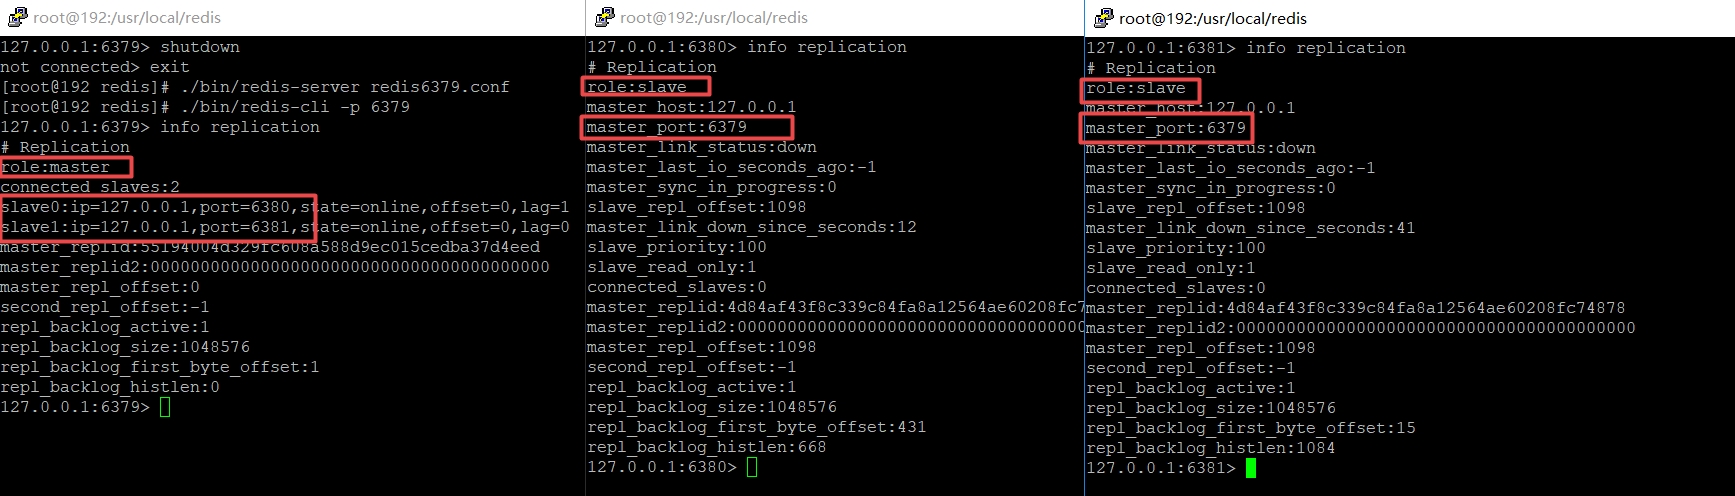 root@192:/usr/local/redis
127.0.0.1:6379> shutdown
not connected> exit
[root@192 redis]# ./bin/redis-server redis6379.conf
[root@192 redis]# ./bin/redis-cli -p 6379
127.0.0.1:6379> info replication
# Replication
role:master
connected_slaves:2
slave0:ip=127.0.0.1,port=6380,state=online,offset=0,lag=1
slave1:ip=127.0.0.1,port=6381,state=online,offset=0,lag=0
master_replid:55194004d329fc608a588d9ec015cedba37d4eed
master_replid2:0000000000000000000000000000000000000000
master_repl_offset:0
second_repl_offset:-1
repl_backlog_active:1
repl_backlog_size:1048576
repl_backlog_first_byte_offset:1
repl_backlog_histlen:0
127.0.0.1:6379>
root@192:/usr/local/redis
127.0.0.1:6380> info replication
# Replication
role:slave
master_host:127.0.0.1
master_port:6379
master_link_status:down
master_last_io_seconds_ago:-1
master_sync_in_progress:0
slave_repl_offset:1098
master_link_down_since_seconds:12
slave_priority:100
slave_read_only:1
connected_slaves:0
master_replid:4d84af43f8c339c84fa8a12564ae60208fc7
master_replid2:00000000000000000000000000000000000
master_repl_offset:1098
second_repl_offset:-1
repl_backlog_active:1
repl_backlog_size:1048576
repl_backlog_first_byte_offset:431
repl_backlog_histlen:668
127.0.0.1:6380>
root@192:/usr/local/redis
127.0.0.1:6381> info replication
# Replication
role:slave
master_host:127.0.0.1
master_port:6379
master_link_status:down
master_last_io_seconds_ago:-1
master_sync_in_progress:0
slave_repl_offset:1098
master_link_down_since_seconds:41
slave_priority:100
slave_read_only:1
connected_slaves:0
master_replid:4d84af43f8c339c84fa8a12564ae60208fc74878
master_replid2:0000000000000000000000000000000000000000
master_repl_offset:1098
second_repl_offset:-1
repl_backlog_active:1
repl_backlog_size:1048576
repl_backlog_first_byte_offset:15
repl_backlog_histlen:1084
127.0.0.1:6381>